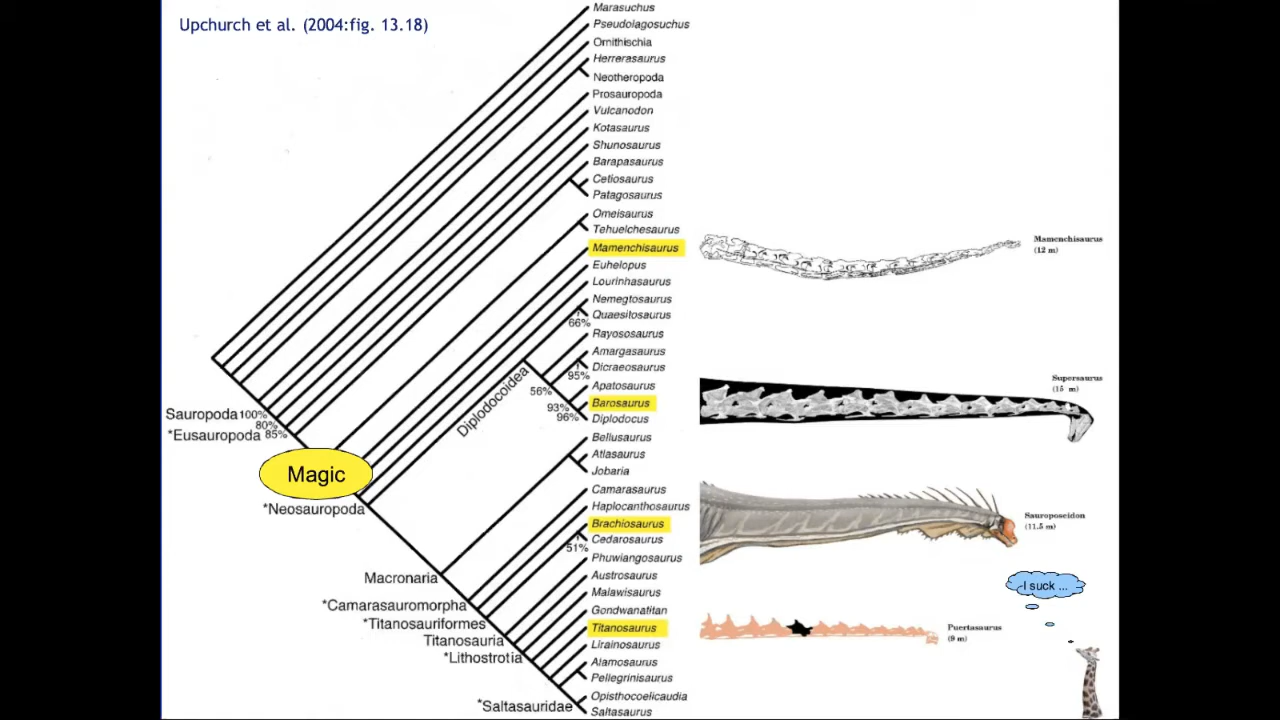 Upchurch et al. (2004:fig. 13.18)
Marasuchus
Pseudolagosuchus
Ornithischia
Herrerasaurus
Neotheropoda
Prosauropoda
Vulcanodon
Kotasaurus
Shunosaurus
Barapasaurus
Cetiosaurus
Patagosaurus
Omeisaurus
Tehuelchesaurus
Mamenchisaurus
Euhelopus
Lourinhasaurus
Nemegtosaurus
Quaesitosaurus
66%
Rayososaurus
Amargasaurus
Dicraeosaurus
95%
Apatosaurus
56%
Barosaurus
93%
96%
Diplodocus
Diplodocoidea
Bellusaurus
Atlasaurus
Jobaria
Camarasaurus
Haplocanthosaurus
Brachiosaurus
Cedarosaurus
51%
Phuwiangosaurus
Austrosaurus
Malawisaurus
Gondwanatitan
Titanosaurus
Lirainosaurus
Alamosaurus
Pellegrinisaurus
Opisthocoelicaudia
Saltasaurus
Sauropoda 100%
80%
*Eusauropoda 85%
Magic
*Neosauropoda
Macronaria
*Camarasauromorpha
*Titanosauriformes
Titanosauria
*Lithostrotia
*Saltasauridae
Mamenchisaurus
(12 m)
Supersaurus
(15 m)
Sauroposeidon
(11.5 m)
I suck ...
Puertasaurus
(9 m)